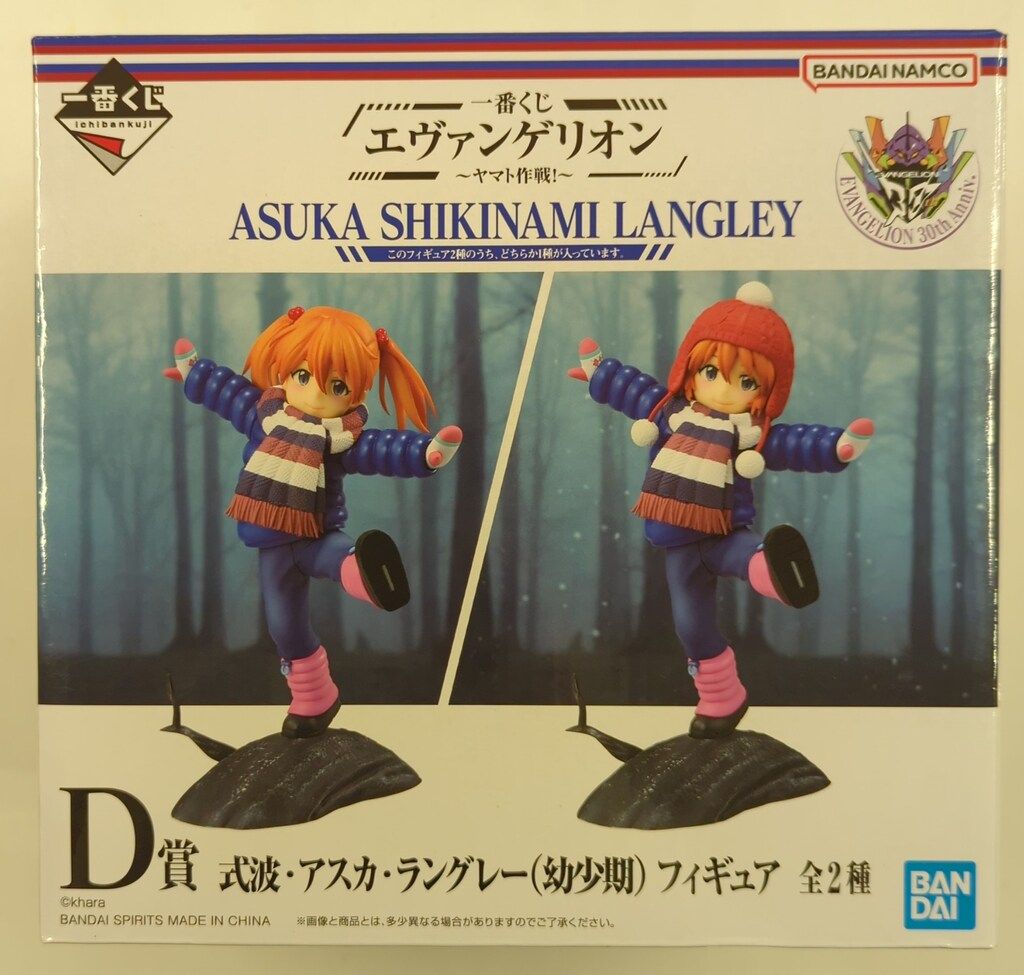 一番くじ
ichibankuji
BANDAI NAMCO
一番くじ
エヴァンゲリオン
～ヤマト作戦!～
EVANGELION
EVANGELION 30th Anniv.
ASUKA SHIKINAMI LANGLEY
このフィギュア2種のうち、どちらか1種が入っています。
D賞 式波・アスカ・ラングレー(幼少期) フィギュア 全2種
©khara
BANDAI SPIRITS MADE IN CHINA ※画像と商品とは、多少異なる場合がありますのでご了承ください。
BAN
DAI